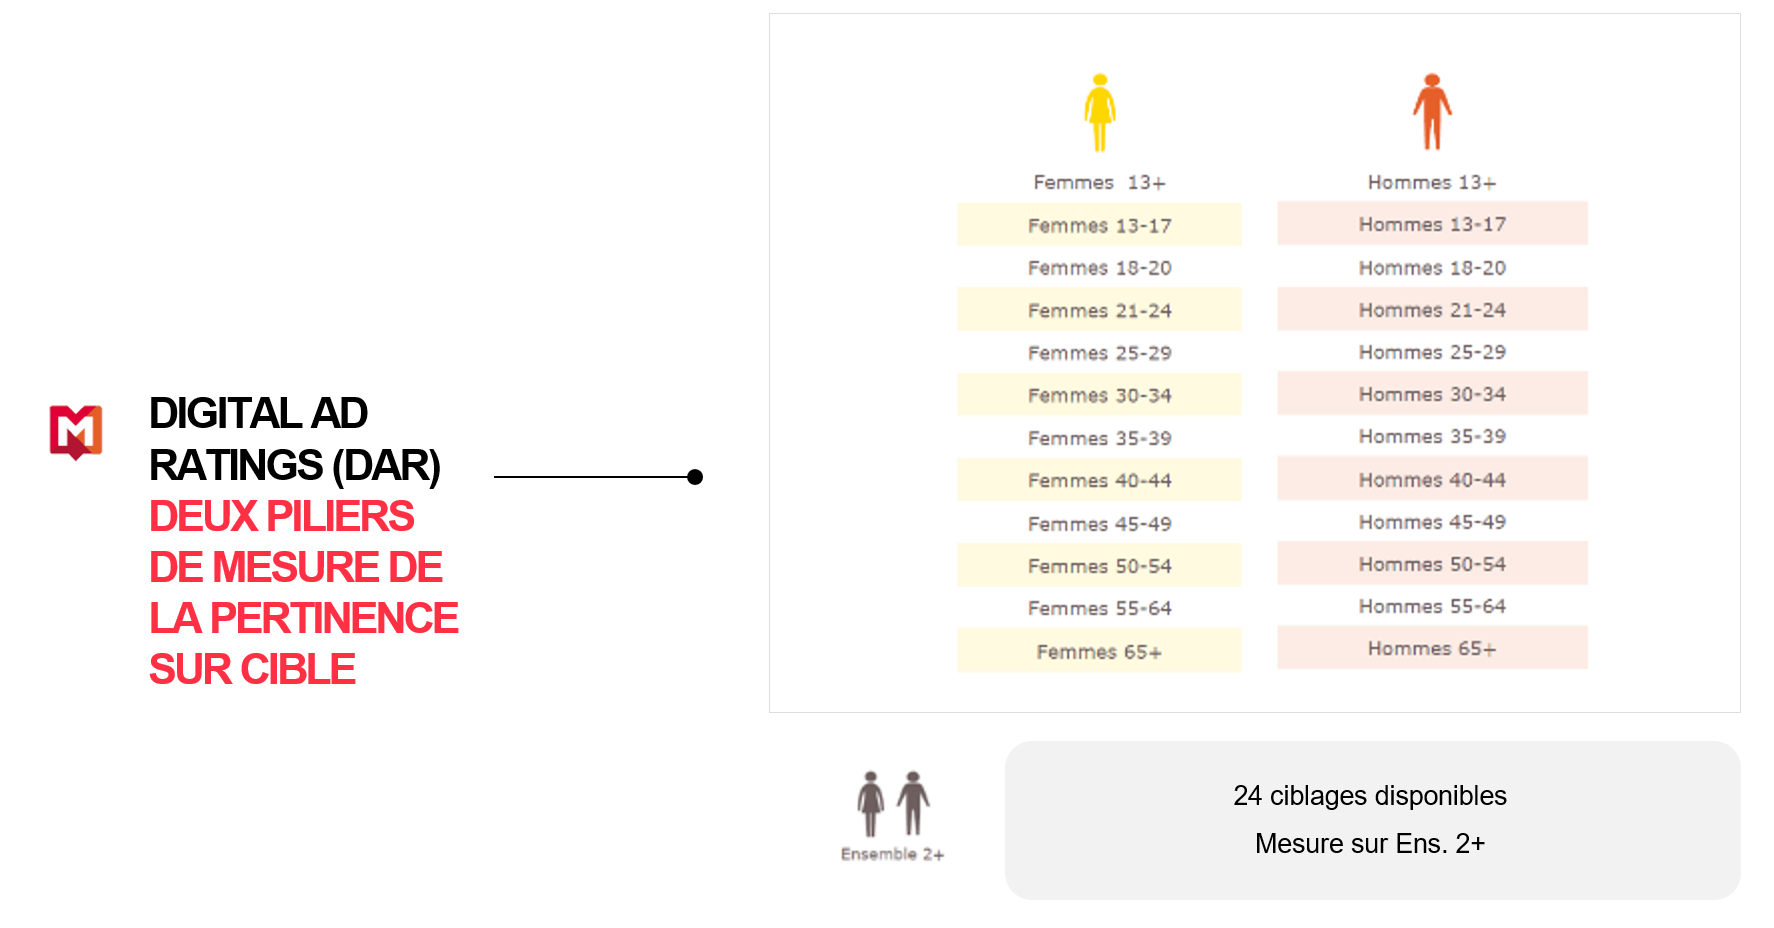 DIGITAL AD
RATINGS (DAR)
DEUX PILIERS
DE MESURE DE
LA PERTINENCE
SUR CIBLE
Femmes 13+
Femmes 13-17
Femmes 18-20
Femmes 21-24
Femmes 25-29
Femmes 30-34
Femmes 35-39
Femmes 40-44
Femmes 45-49
Femmes 50-54
Femmes 55-64
Femmes 65+
Hommes 13+
Hommes 13-17
Hommes 18-20
Hommes 21-24
Hommes 25-29
Hommes 30-34
Hommes 35-39
Hommes 40-44
Hommes 45-49
Hommes 50-54
Hommes 55-64
Hommes 65+
Ensemble 2+
24 ciblages disponibles
Mesure sur Ens. 2+